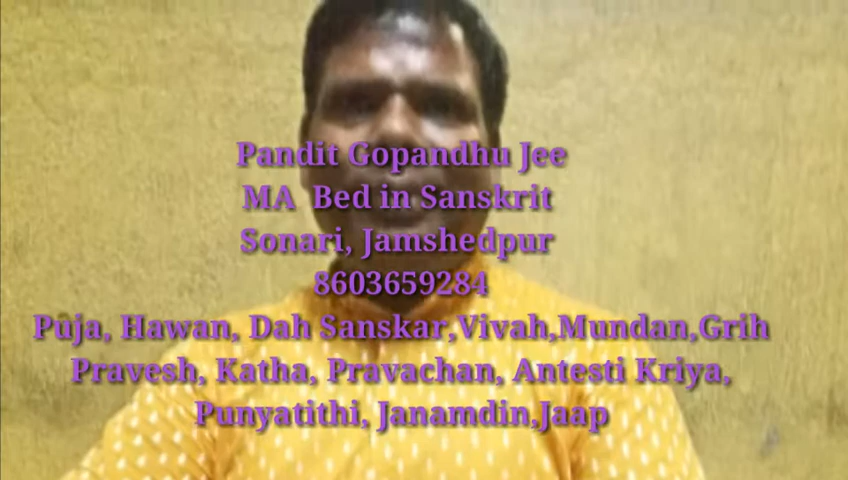 Pandit Gopandhu Jee
MA Bed in Sanskrit
Sonari, Jamshedpur
8603659284
Puja, Hawan, Dah Sanskar,Vivah,Mundan,Grih
Pravesh, Katha, Pravachan, Antesti Kriya,
Punyatithi, Janamdin,Jaap